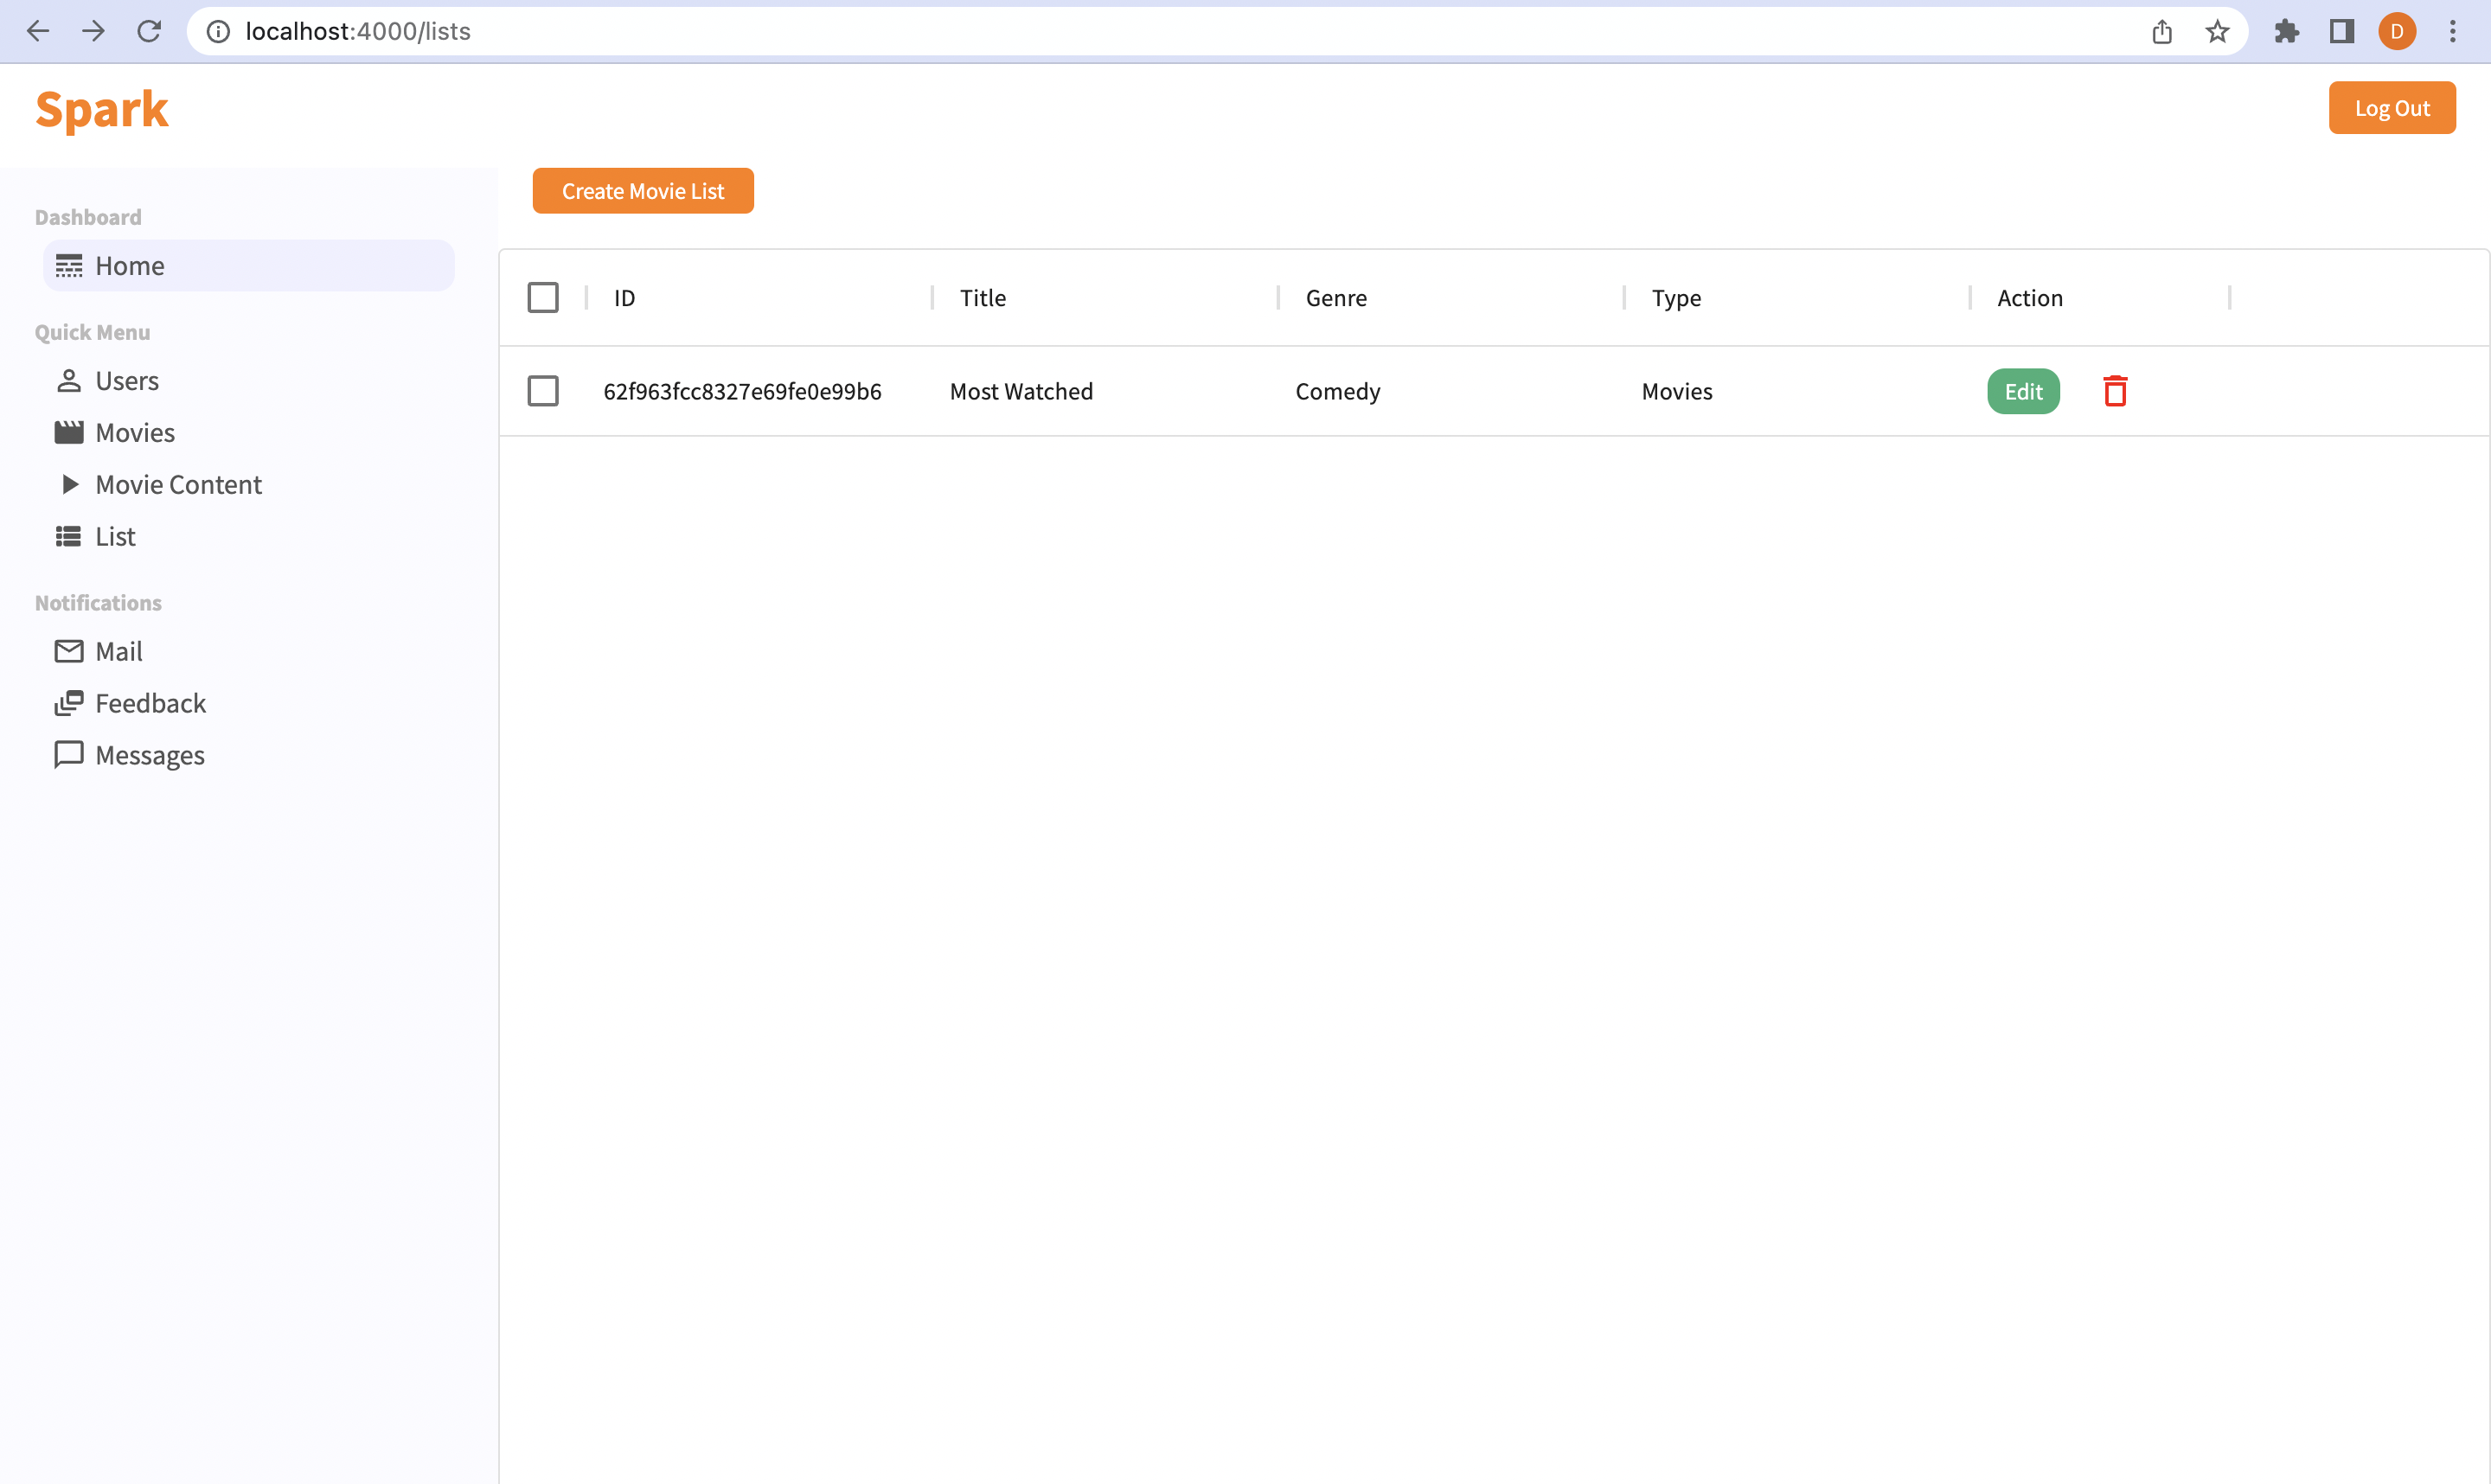 localhost:4000/lists
D
Spark
Log Out
Create Movie List
Dashboard
Home
Quick Menu
Users
Movies
Movie Content
List
Notifications
Mail
Feedback
Messages
ID Title Genre Type Action
62f963fcc8327e69fe0e99b6 Most Watched Comedy Movies Edit